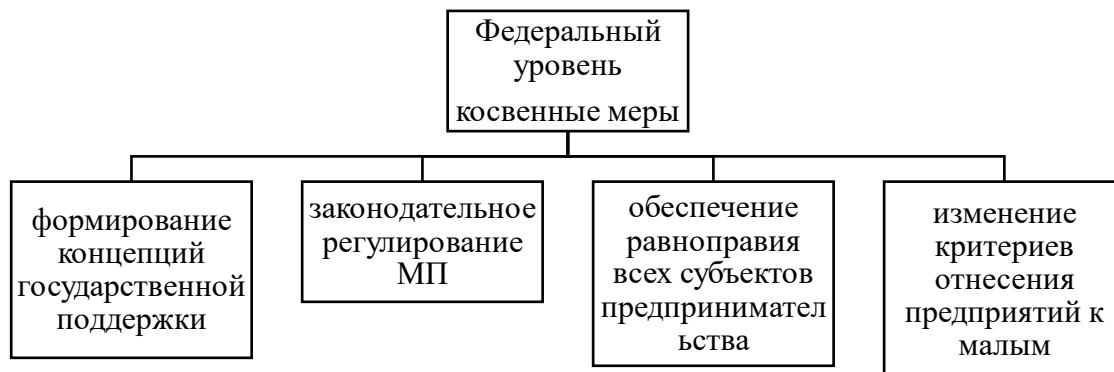 Федеральный
уровень
косвенные меры
формирование
концепций
государственной
поддержки
законодательное
регулирование
МП
обеспечение
равноправия
всех субъектов
предпринимател
ьства
изменение
критериев
отнесения
предприятий к
малым